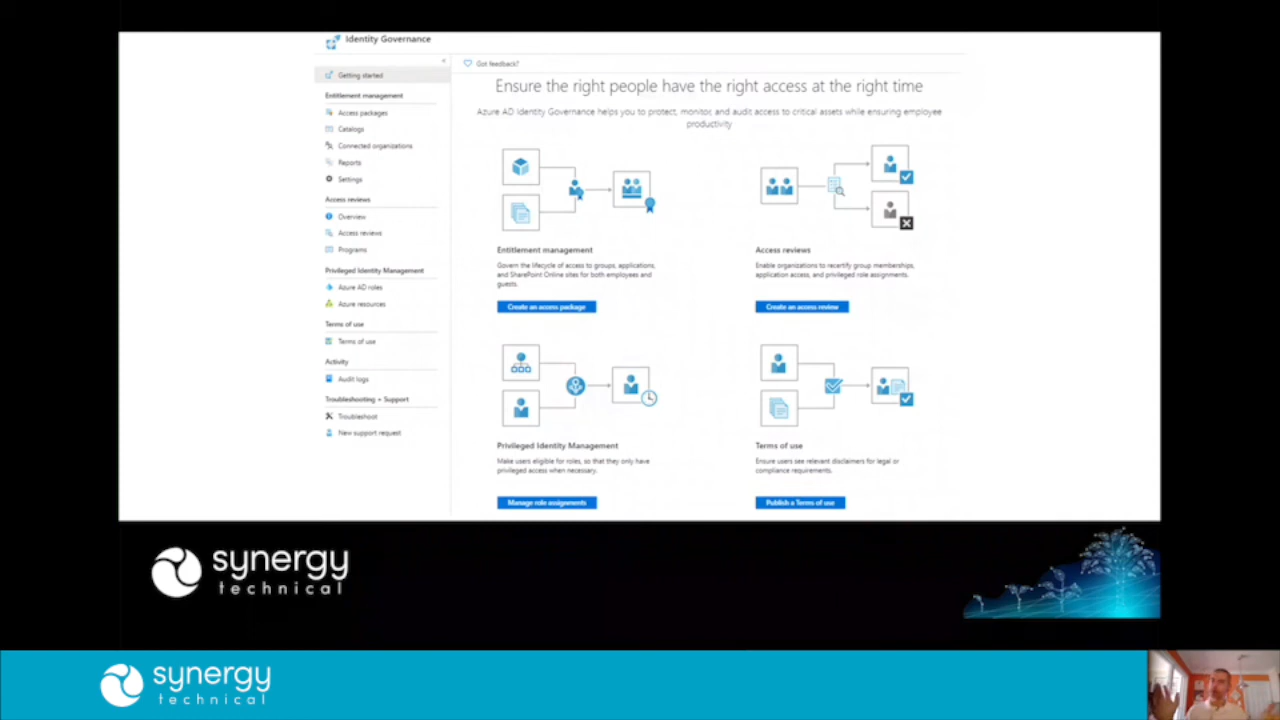 Identity Governance
Getting started
Entitlement management
Access packages
Catalogs
Connected organizations
Reports
Settings
Access reviews
Overview
Access reviews
Programs
Privileged Identity Management
Azure AD roles
Azure resources
Terms of use
Terms of use
Activity
Audit logs
Troubleshooting + Support
Troubleshoot
New support request
Got feedback?
Ensure the right people have the right access at the right time
Azure AD Identity Governance helps you to protect, monitor, and audit access to critical assets while ensuring employee
productivity
Entitlement management
Govern the lifecycle of access to groups, applications,
and SharePoint Online sites for both employees and
guests.
Create an access package
Access reviews
Enable organizations to recertify group memberships,
application access, and privileged role assignments.
Create an access review
Privileged Identity Management
Make users eligible for roles, so that they only have
privileged access when necessary.
Manage role assignments
Terms of use
Ensure users see relevant disclaimers for legal or
compliance requirements.
Publish a Terms of use
synergy
technical
synergy
technical